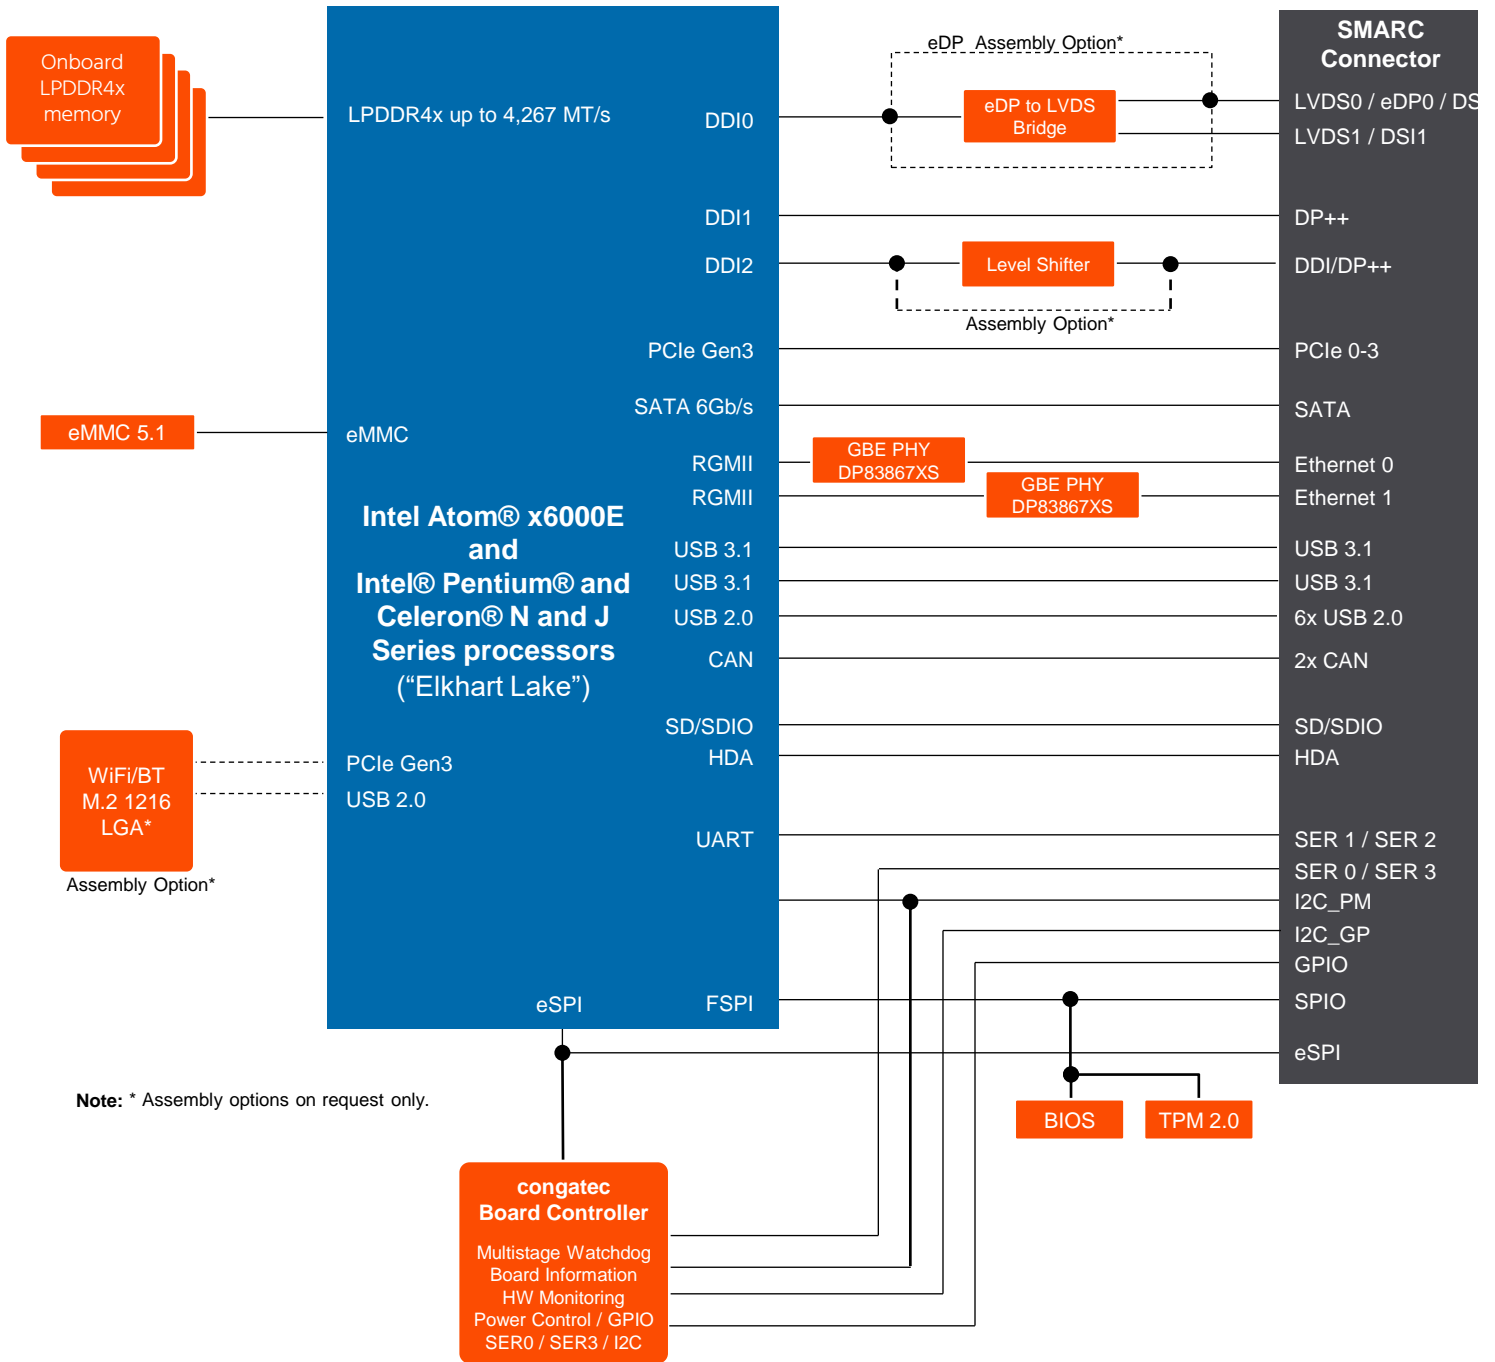 Onboard
LPDDR4x
memory
eMMC 5.1
WiFi/BT
M.2 1216
LGA*
Assembly Option*
LPDDR4x up to 4,267 MT/s
eMMC
Intel Atom® x6000E
and
Intel® Pentium® and
Celeron® N and J
Series processors
(“Elkhart Lake”)
PCIe Gen3
USB 2.0
DDI0
DDI1
DDI2
PCIe Gen3
SATA 6Gb/s
RGMII
RGMII
USB 3.1
USB 3.1
USB 2.0
CAN
SD/SDIO
HDA
UART
FSPI
eSPI
eDP Assembly Option*
eDP to LVDS
Bridge
Level Shifter
Assembly Option*
GBE PHY
DP83867XS
GBE PHY
DP83867XS
SMARC
Connector
LVDS0 / eDP0 / DS
LVDS1 / DSI1
DP++
DDI/DP++
PCIe 0-3
SATA
Ethernet 0
Ethernet 1
USB 3.1
USB 3.1
6x USB 2.0
2x CAN
SD/SDIO
HDA
SER 1 / SER 2
SER 0 / SER 3
I2C_PM
I2C_GP
GPIO
SPIO
eSPI
BIOS
TPM 2.0
Note: * Assembly options on request only.
congatec
Board Controller
Multistage Watchdog
Board Information
HW Monitoring
Power Control / GPIO
SER0 / SER3 / I2C